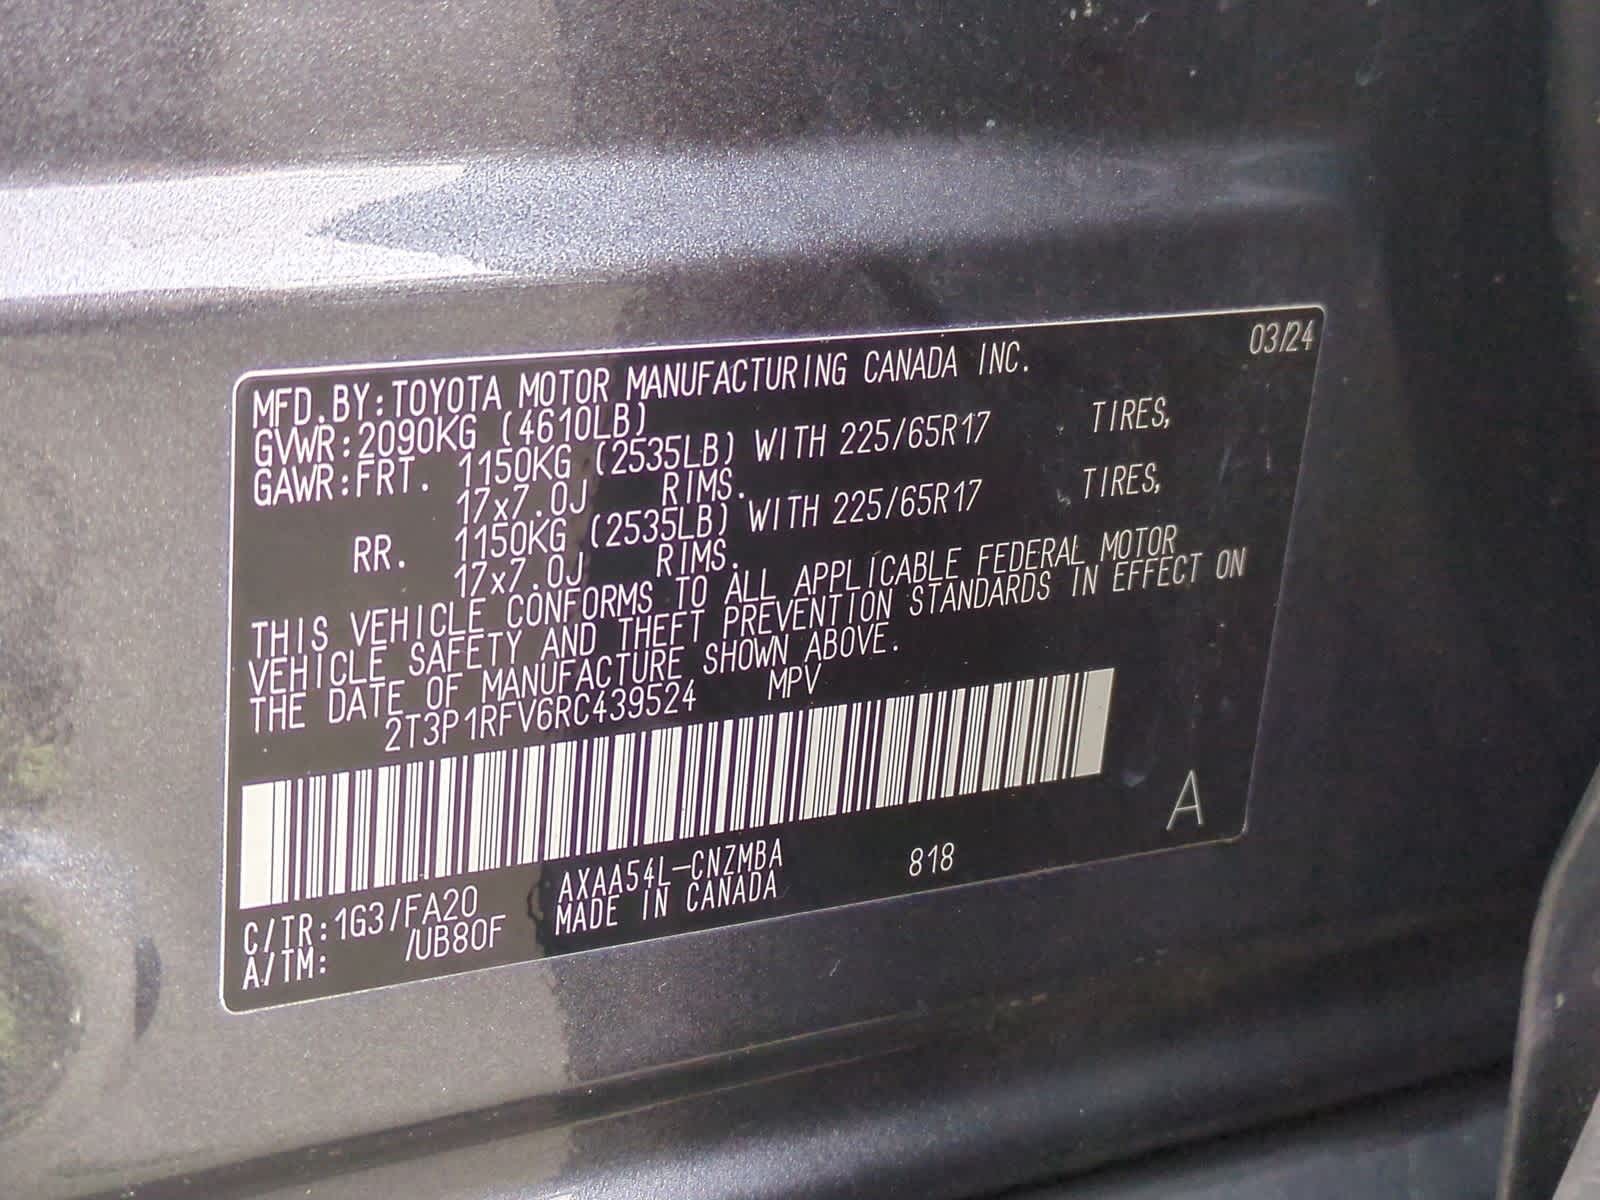 03/24
MFD.BY:TOYOTA MOTOR MANUFACTURING CANADA INC.
GVWR:2090KG (4610LB)
GAWR:FRT. 1150KG (2535LB) WITH 225/65R17 TIRES,
17x7.0J RIMS.
RR. 1150KG (2535LB) WITH 225/65R17 TIRES,
17x7.0J RIMS.
THIS VEHICLE CONFORMS TO ALL APPLICABLE FEDERAL MOTOR
VEHICLE SAFETY AND THEFT PREVENTION STANDARDS IN EFFECT ON
THE DATE OF MANUFACTURE SHOWN ABOVE.
2T3P1RFV6RC439524 MPV
C/TR:1G3/FA20 AXAA54L-CNZMBA 818 A
A/TM: /UB80F MADE IN CANADA